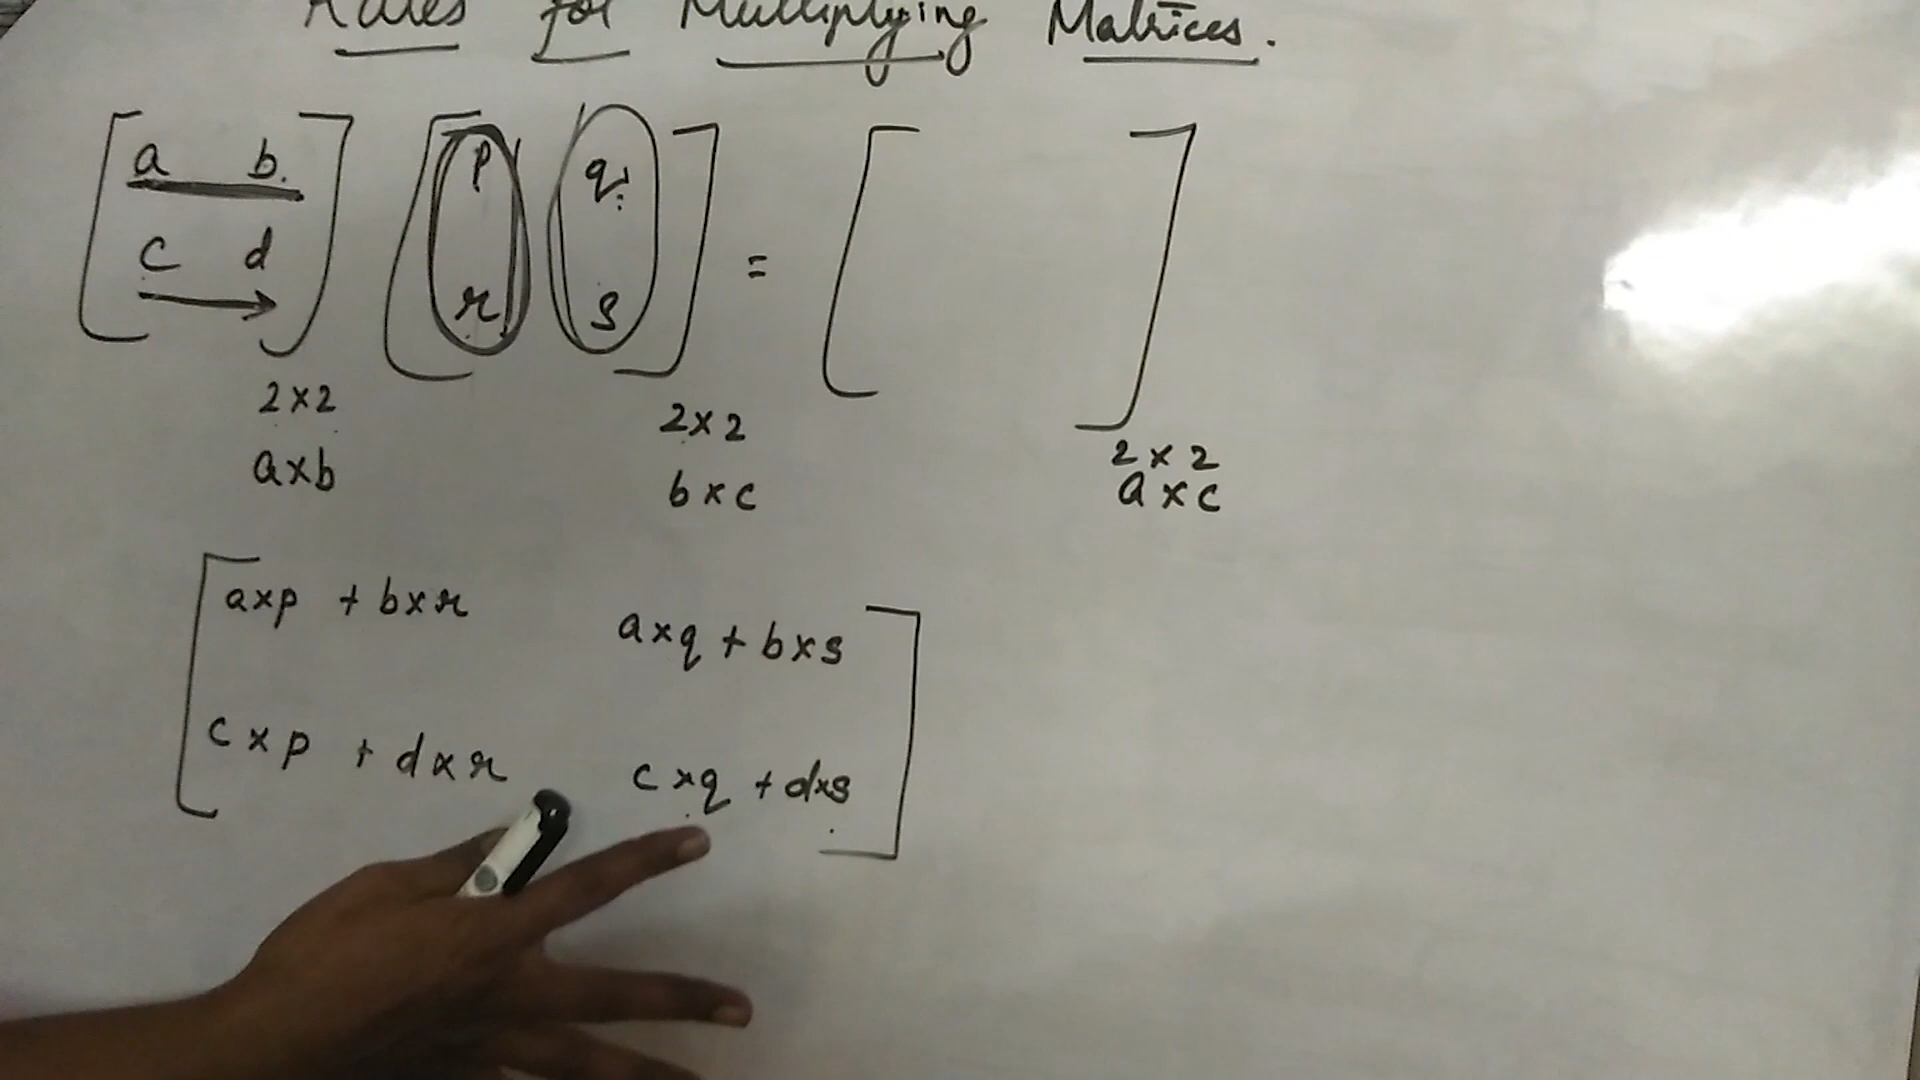 Rules for Multiplying Matrices.
a b. p q
c d r s =
2×2 2×2 2×2
a×b b×c a×c
a×p + b×r a×q + b×s
c×p + d×r c×q + d×s